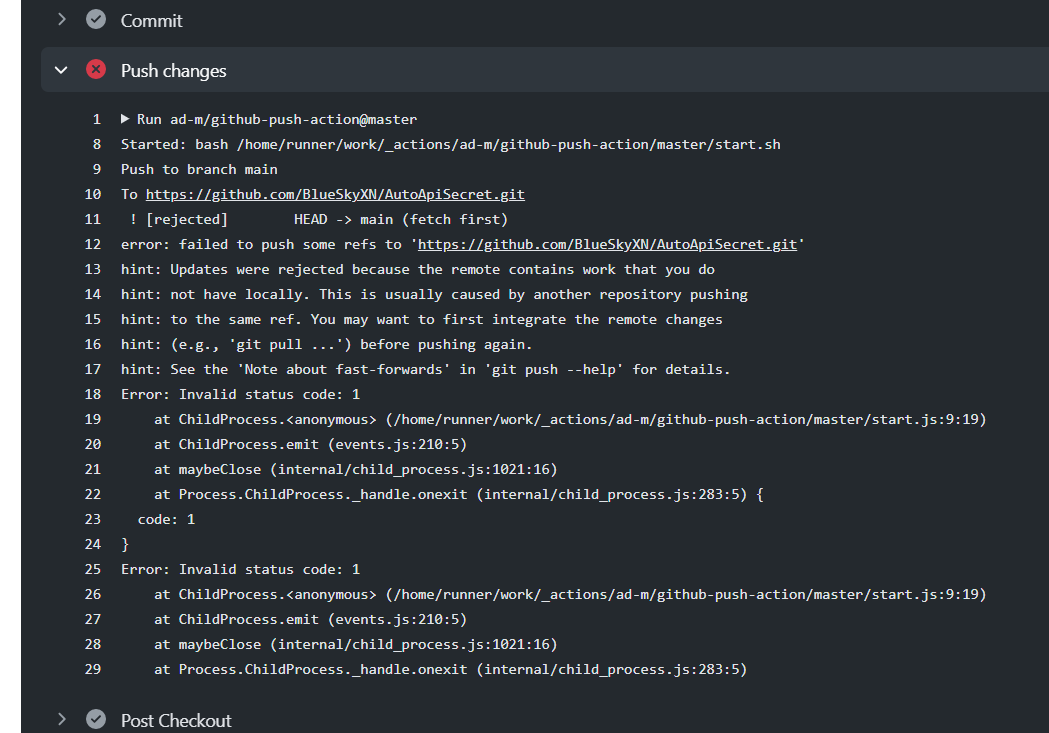 Commit
Push changes
1 Run ad-m/github-push-action@master
8 Started: bash /home/runner/work/_actions/ad-m/github-push-action/master/start.sh
9 Push to branch main
10 To https://github.com/BlueSkyXN/AutoApiSecret.git
11 ! [rejected]        HEAD -> main (fetch first)
12 error: failed to push some refs to 'https://github.com/BlueSkyXN/AutoApiSecret.git'
13 hint: Updates were rejected because the remote contains work that you do
14 hint: not have locally. This is usually caused by another repository pushing
15 hint: to the same ref. You may want to first integrate the remote changes
16 hint: (e.g., 'git pull ...') before pushing again.
17 hint: See the 'Note about fast-forwards' in 'git push --help' for details.
18 Error: Invalid status code: 1
19     at ChildProcess.<anonymous> (/home/runner/work/_actions/ad-m/github-push-action/master/start.js:9:19)
20     at ChildProcess.emit (events.js:210:5)
21     at maybeClose (internal/child_process.js:1021:16)
22     at Process.ChildProcess._handle.onexit (internal/child_process.js:283:5) {
23   code: 1
24 }
25 Error: Invalid status code: 1
26     at ChildProcess.<anonymous> (/home/runner/work/_actions/ad-m/github-push-action/master/start.js:9:19)
27     at ChildProcess.emit (events.js:210:5)
28     at maybeClose (internal/child_process.js:1021:16)
29     at Process.ChildProcess._handle.onexit (internal/child_process.js:283:5)
Post Checkout